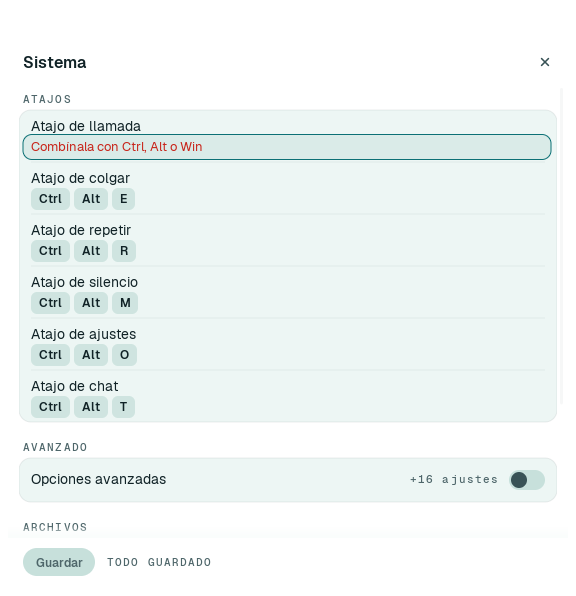 Sistema ×
ATAJOS
Atajo de llamada
Combínala con Ctrl, Alt o Win
Atajo de colgar
Ctrl Alt E
Atajo de repetir
Ctrl Alt R
Atajo de silencio
Ctrl Alt M
Atajo de ajustes
Ctrl Alt O
Atajo de chat
Ctrl Alt T
AVANZADO
Opciones avanzadas +16 ajustes
ARCHIVOS
Guardar TODO GUARDADO